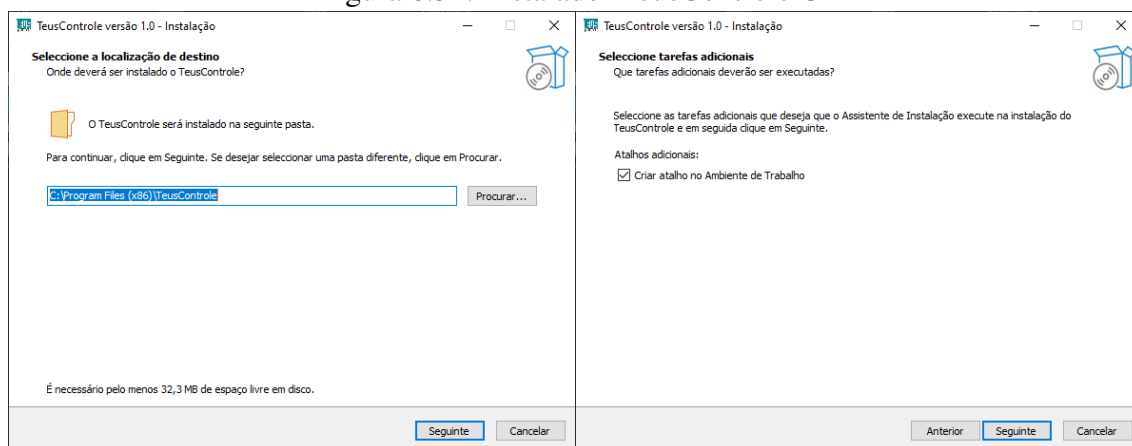 TeusControle versão 1.0 - Instalação
Seleccione a localização de destino
Onde deverá ser instalado o TeusControle?
O TeusControle será instalado na seguinte pasta.
Para continuar, clique em Seguinte. Se desejar seleccionar uma pasta diferente, clique em Procurar.
C:\Program Files (x86)\TeusControle
Procurar...
É necessário pelo menos 32,3 MB de espaço livre em disco.
Seguinte
Cancelar
TeusControle versão 1.0 - Instalação
Seleccione tarefas adicionais
Que tarefas adicionais deverão ser executadas?
Seleccione as tarefas adicionais que deseja que o Assistente de Instalação execute na instalação do
TeusControle e em seguida clique em Seguinte.
Atalhos adicionais:
Criar atalho no Ambiente de Trabalho
Anterior
Seguinte
Cancelar